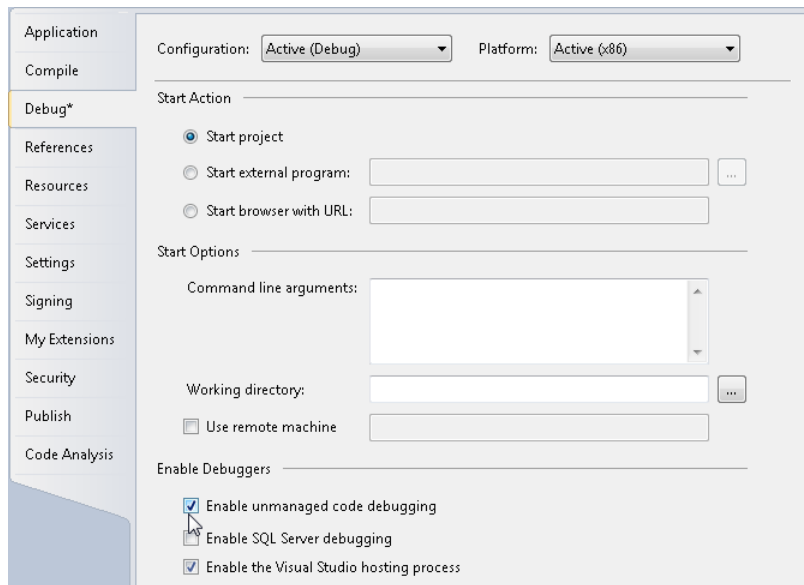 Application
Compile
Debug*
References
Resources
Services
Settings
Signing
My Extensions
Security
Publish
Code Analysis
Configuration: Active (Debug) Platform: Active (x86)
Start Action
Start project
Start external program: ...
Start browser with URL:
Start Options
Command line arguments:
Working directory: ...
Use remote machine
Enable Debuggers
Enable unmanaged code debugging
Enable SQL Server debugging
Enable the Visual Studio hosting process